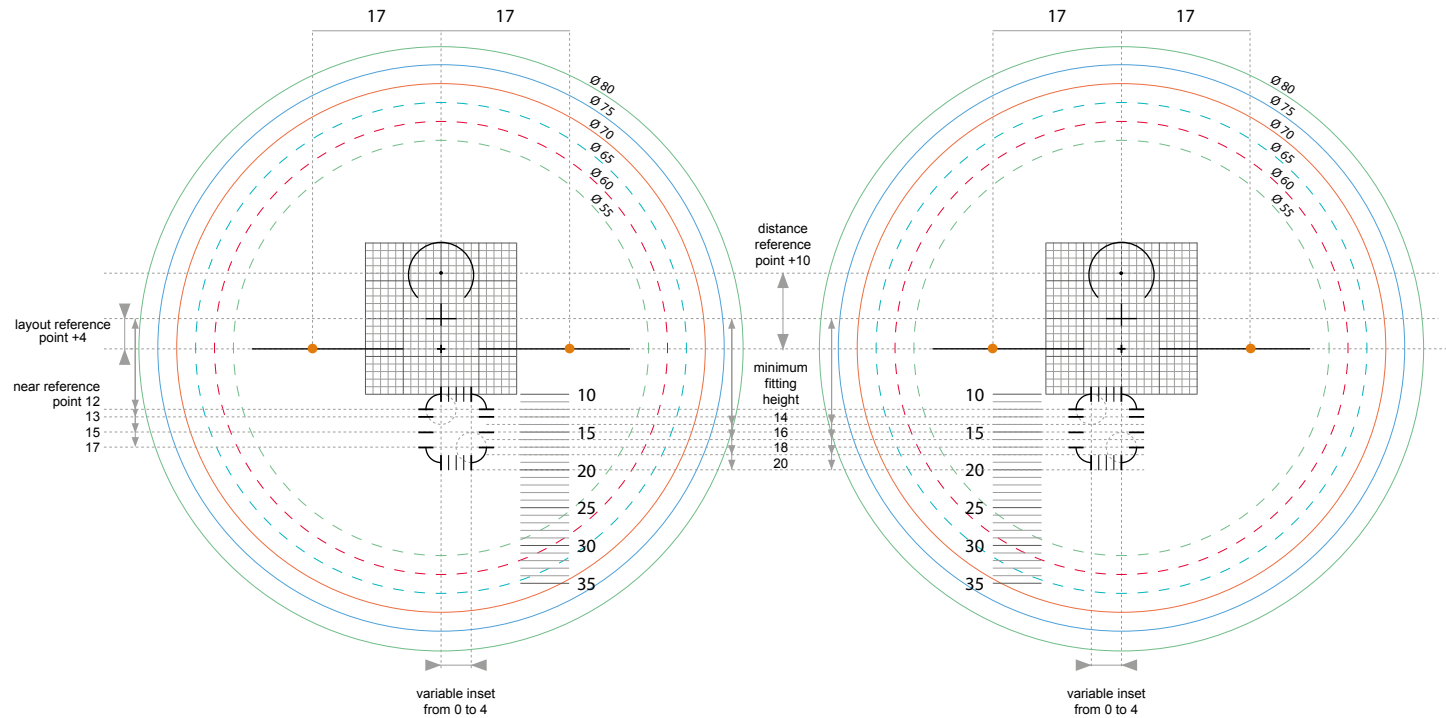 17 17
17 17
Ø 80
Ø 75
Ø 70
Ø 65
Ø 60
Ø 55
Ø 80
Ø 75
Ø 70
Ø 65
Ø 60
Ø 55
distance
reference
point +10
layout reference
point +4
near reference
point 12
13
15
17
minimum
fitting
height
14
16
18
20
10
15
20
25
30
35
10
15
20
25
30
35
variable inset
from 0 to 4
variable inset
from 0 to 4